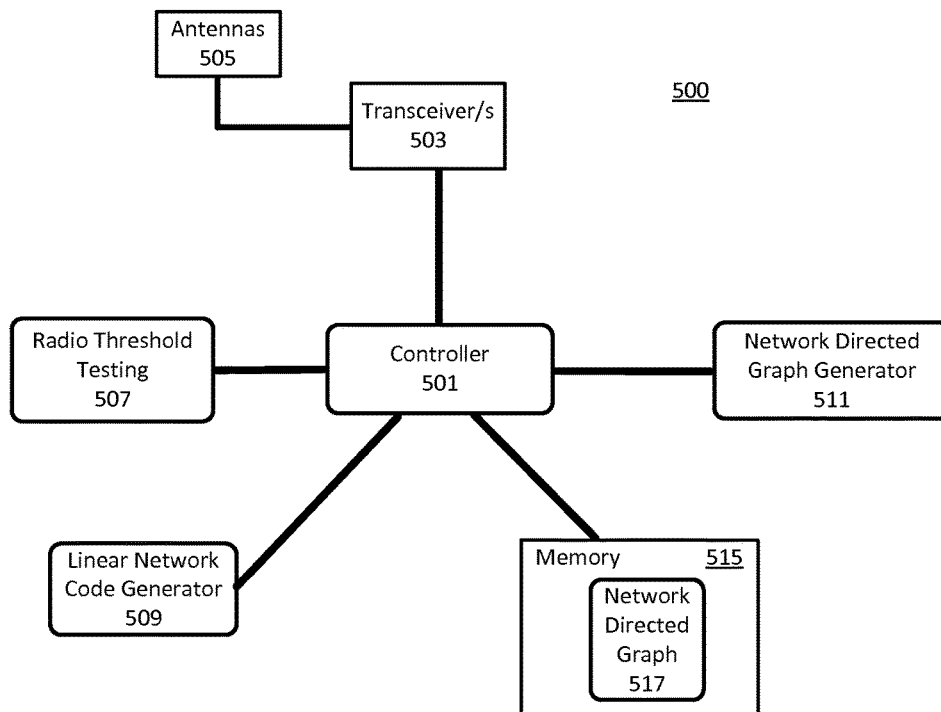 Antennas
505
Transceiver/s
503
500
Radio Threshold
Testing
507
Controller
501
Network Directed
Graph Generator
511
Linear Network
Code Generator
509
Memory
515
Network
Directed
Graph
517